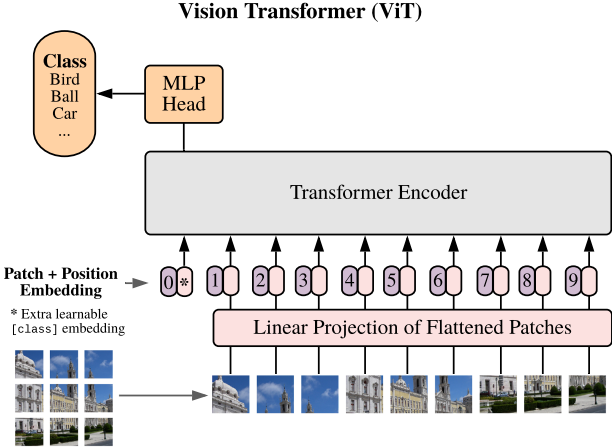 Vision Transformer (ViT)
Class
Bird
Ball
Car
...
MLP
Head
Transformer Encoder
Patch + Position
Embedding
0 * 1 2 3 4 5 6 7 8 9
* Extra learnable
[class] embedding
Linear Projection of Flattened Patches